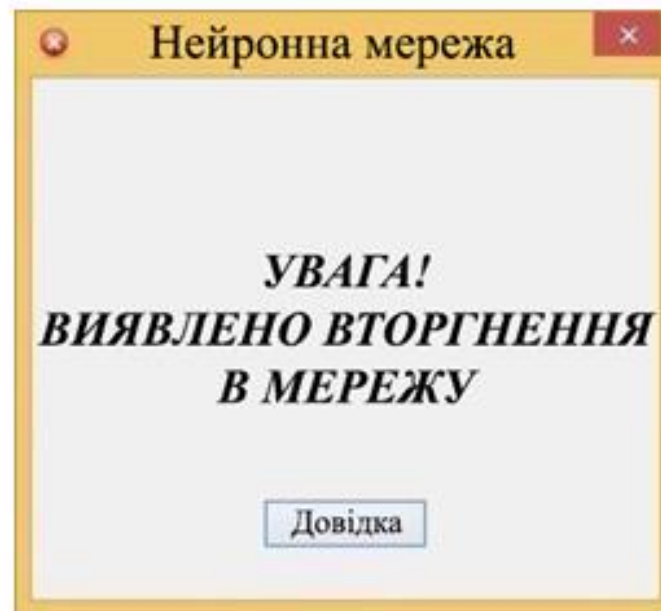 Нейронна мережа
УВАГА!
ВИЯВЛЕНО ВТОРГНЕННЯ
В МЕРЕЖУ
Довідка